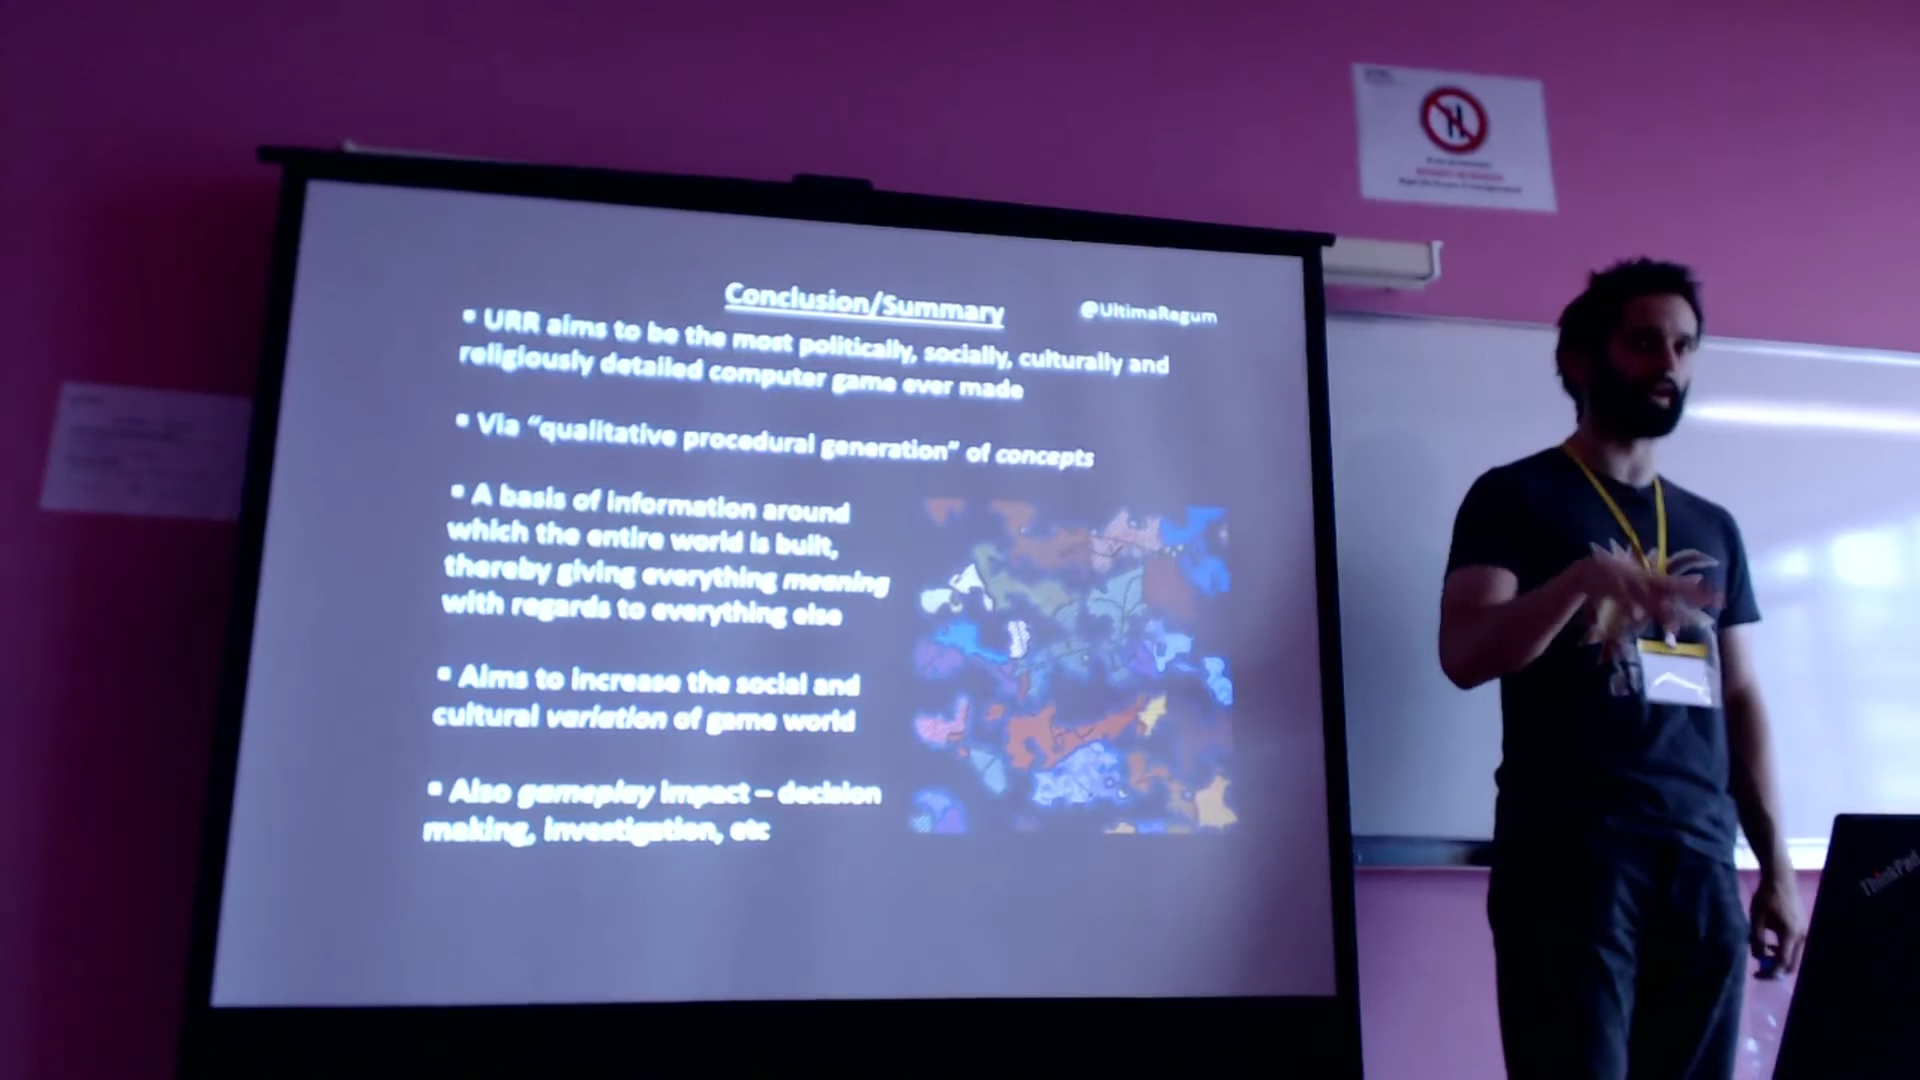 Conclusion/Summary
@UltimaRegum
▪ URR aims to be the most politically, socially, culturally and
religiously detailed computer game ever made
▪ Via “qualitative procedural generation” of concepts
▪ A basis of information around
which the entire world is built,
thereby giving everything meaning
with regards to everything else
▪ Aims to increase the social and
cultural variation of game world
▪ Also gameplay impact – decision
making, investigation, etc
ThinkPad